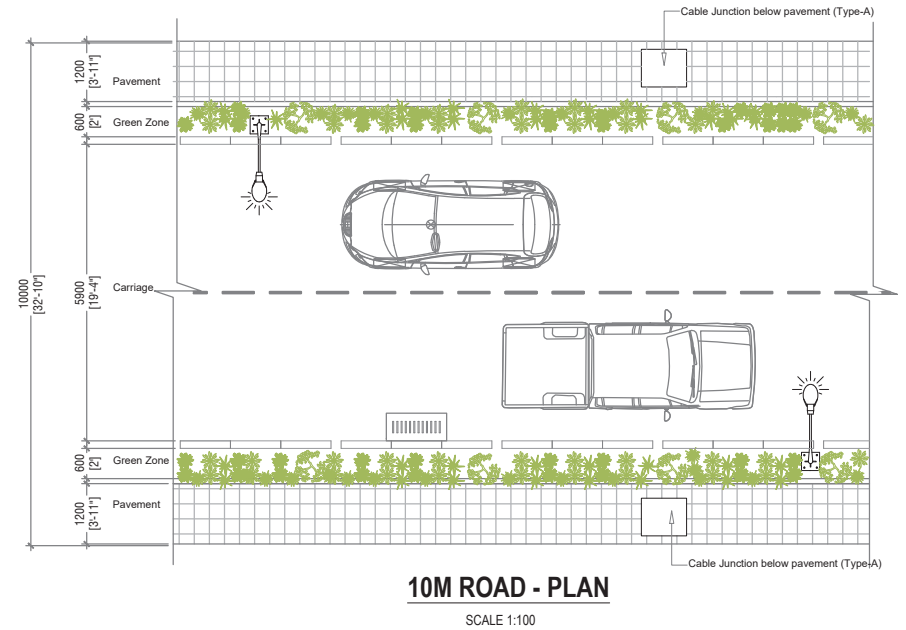 Cable Junction below pavement (Type-A)
1200
[3'-11"]
Pavement
600
[2']
Green Zone
10000
[32'-10"]
5900
[19'-4"]
Carriage
600
[2']
Green Zone
1200
[3'-11"]
Pavement
Cable Junction below pavement (Type-A)
10M ROAD - PLAN
SCALE 1:100